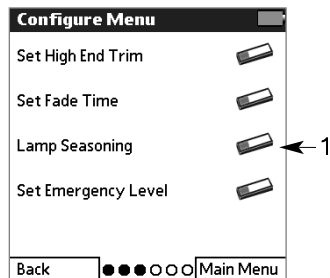 Configure Menu
Set High End Trim
Set Fade Time
Lamp Seasoning
1
Set Emergency Level
Back Main Menu